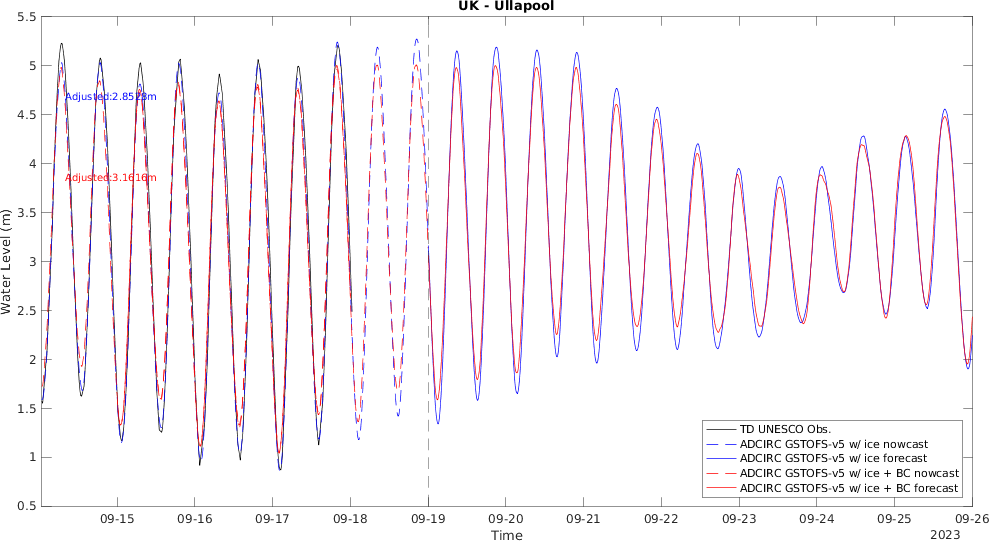 UK - Ullapool
5.5
5
4.5
4
3.5
3
2.5
2
1.5
1
0.5
Water Level (m)
Adjusted:2.8528m
Adjusted:3.1616m
TD UNESCO Obs.
ADCIRC GSTOFS-v5 w/ ice nowcast
ADCIRC GSTOFS-v5 w/ ice forecast
ADCIRC GSTOFS-v5 w/ ice + BC nowcast
ADCIRC GSTOFS-v5 w/ ice + BC forecast
09-15 09-16 09-17 09-18 09-19 09-20 09-21 09-22 09-23 09-24 09-25 09-26
Time
2023